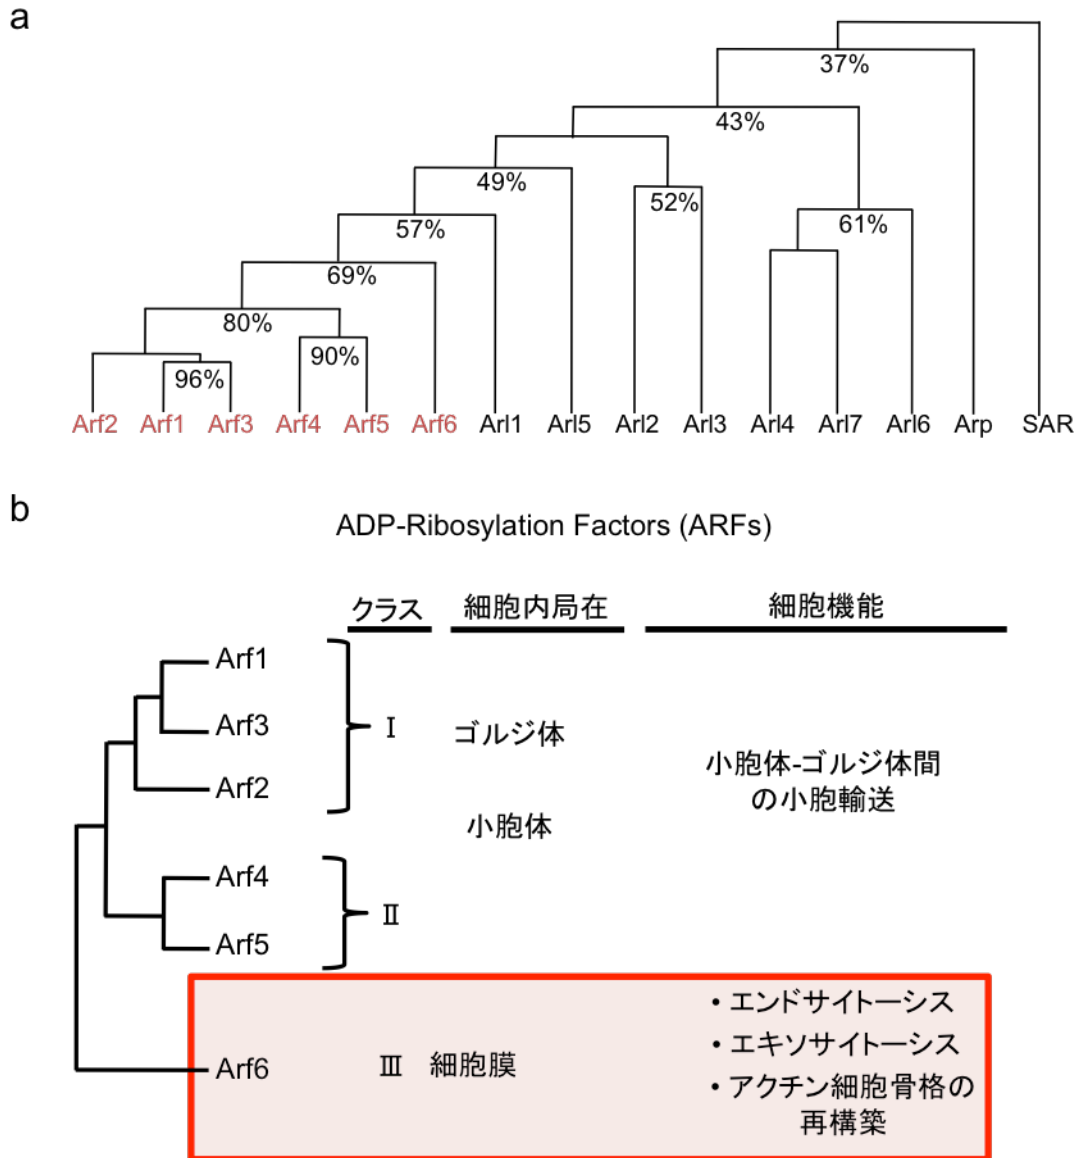 a
37%
43%
49%
52%
57%
61%
69%
80%
90%
96%
Arf2 Arf1 Arf3 Arf4 Arf5 Arf6 Arl1 Arl5 Arl2 Arl3 Arl4 Arl7 Arl6 Arp SAR
b
ADP-Ribosylation Factors (ARFs)
クラス 細胞内局在 細胞機能
Arf1
Arf3
Arf2
Ⅰ
ゴルジ体
小胞体
小胞体-ゴルジ体間
の小胞輸送
Arf4
Arf5
Ⅱ
Arf6
Ⅲ 細胞膜
・エンドサイトーシス
・エキソサイトーシス
・アクチン細胞骨格の
再構築